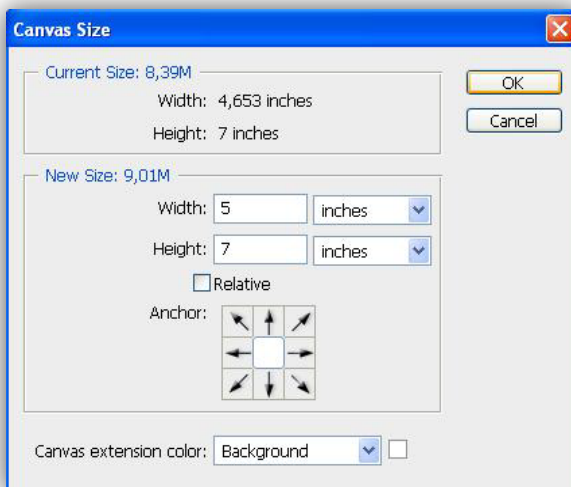 Canvas Size
Current Size: 8,39M
Width: 4,653 inches
Height: 7 inches
OK
Cancel
New Size: 9,01M
Width: 5 inches
Height: 7 inches
Relative
Anchor:
Canvas extension color: Background